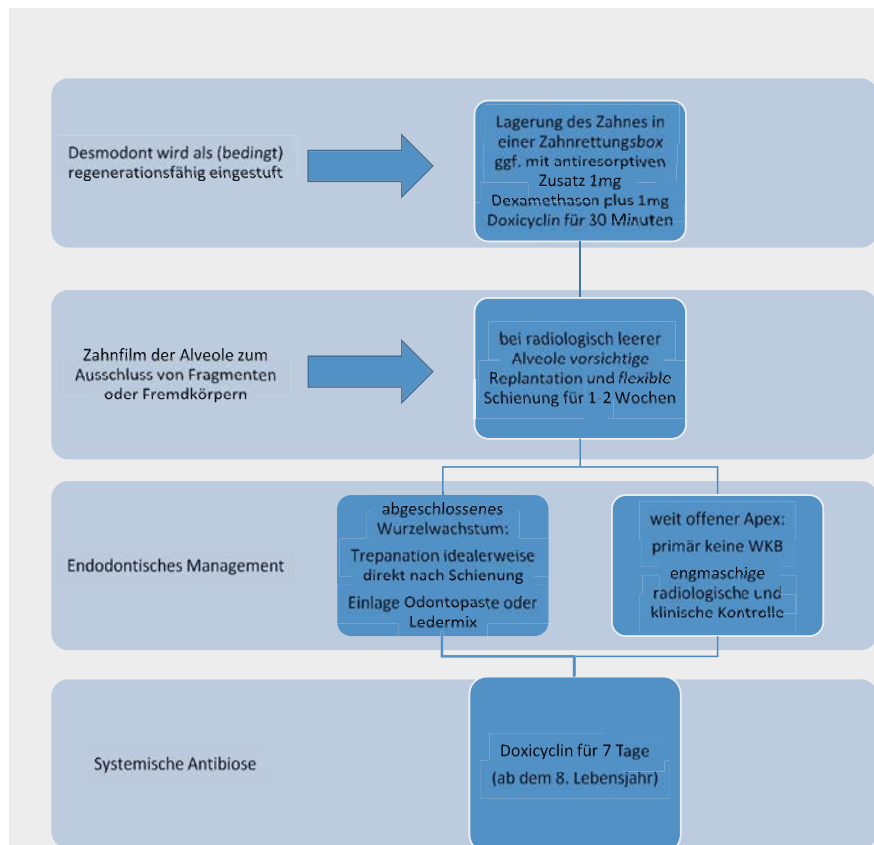 Desmodont wird als (bedingt)
regenerationsfähig eingestuft
Lagerung des Zahnes in
einer Zahnrettungsbox
ggf. mit antiresorptiven
Zusatz 1mg
Dexamethason plus 1mg
Doxicyclin für 30 Minuten
Zahnfilm der Alveole zum
Ausschluss von Fragmenten
oder Fremdkörpern
bei radiologisch leerer
Alveole vorsichtige
Replantation und flexible
Schienung für 1-2 Wochen
Endodontisches Management
abgeschlossenes
Wurzelwachstum:
Trepanation idealerweise
direkt nach Schienung
Einlage Odontopaste oder
Ledermix
weit offener Apex:
primär keine WKB
engmaschige
radiologische und
klinische Kontrolle
Systemische Antibiose
Doxicyclin für 7 Tage
(ab dem 8. Lebensjahr)